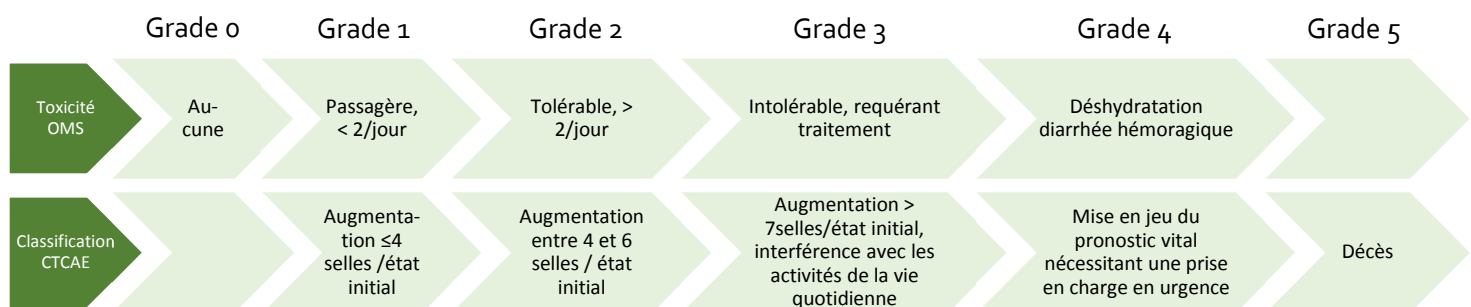 Grade 0 Grade 1 Grade 2 Grade 3 Grade 4 Grade 5
Toxicité
OMS
Au-
cune
Passagère,
< 2/jour
Tolérable, >
2/jour
Intolérable, requérant
traitement
Déshydratation
diarrhée hémoragique
Classification
CTCAE
Augmenta-
tion ≤4
selles /état
initial
Augmentation
entre 4 et 6
selles / état
initial
Augmentation >
7selles/état initial,
interférence avec les
activités de la vie
quotidienne
Mise en jeu du
pronostic vital
nécessitant une prise
en charge en urgence
Décès